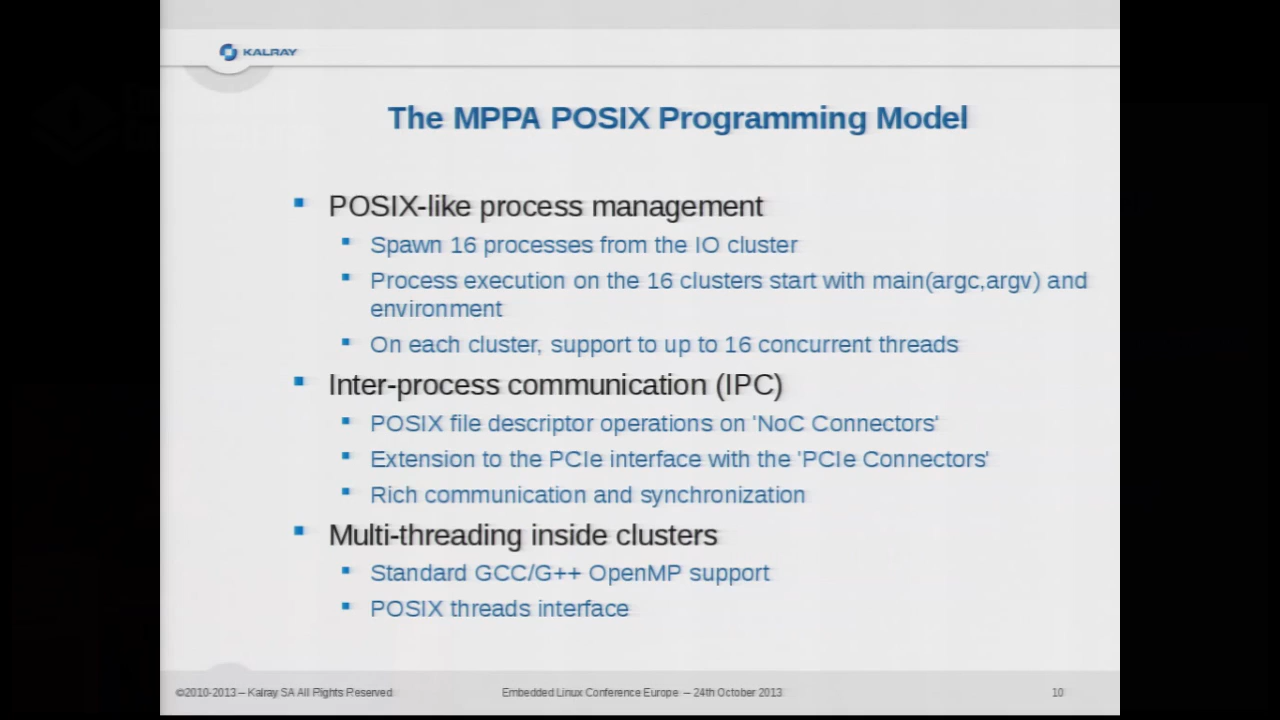 KALRAY
The MPPA POSIX Programming Model
POSIX-like process management
Spawn 16 processes from the IO cluster
Process execution on the 16 clusters start with main(argc,argv) and
environment
On each cluster, support to up to 16 concurrent threads
Inter-process communication (IPC)
POSIX file descriptor operations on 'NoC Connectors'
Extension to the PCIe interface with the 'PCIe Connectors'
Rich communication and synchronization
Multi-threading inside clusters
Standard GCC/G++ OpenMP support
POSIX threads interface
©2010-2013 – Kalray SA All Rights Reserved
Embedded Linux Conference Europe – 24th October 2013
10